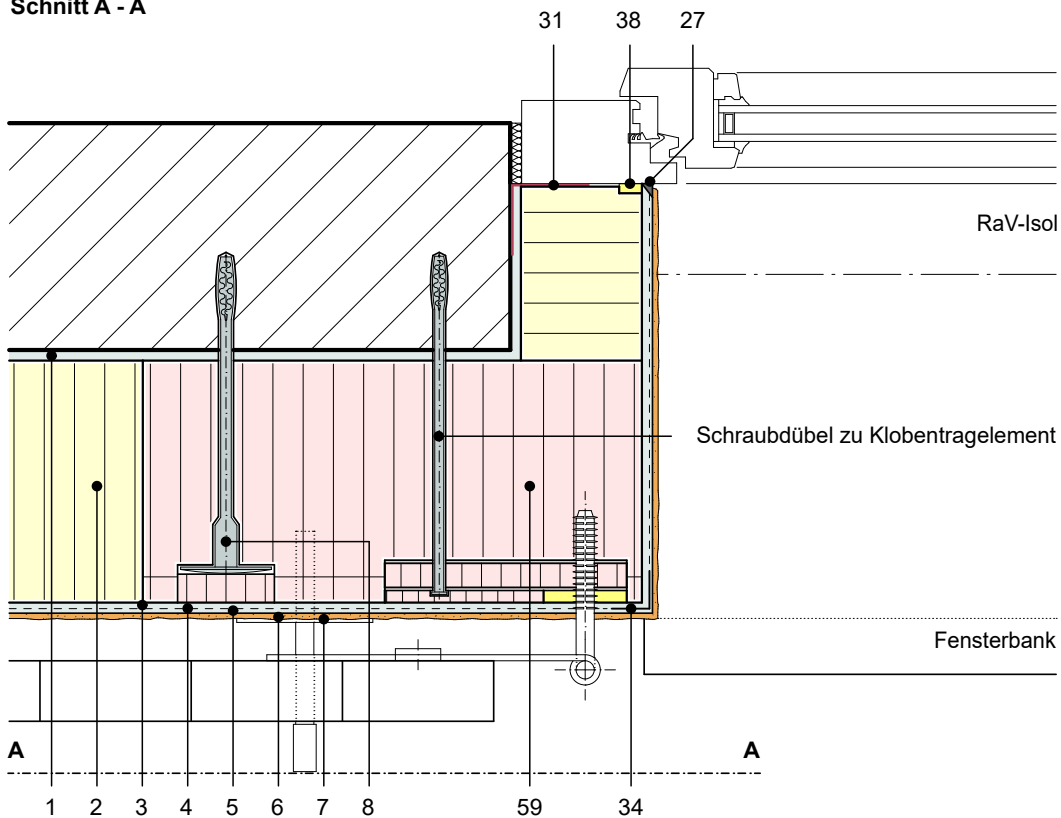 Schnitt A - A
31 38 27
RaV-Isol
Schraubdübel zu Klobentragelement
Fensterbank
A A
1 2 3 4 5 6 7 8 59 34